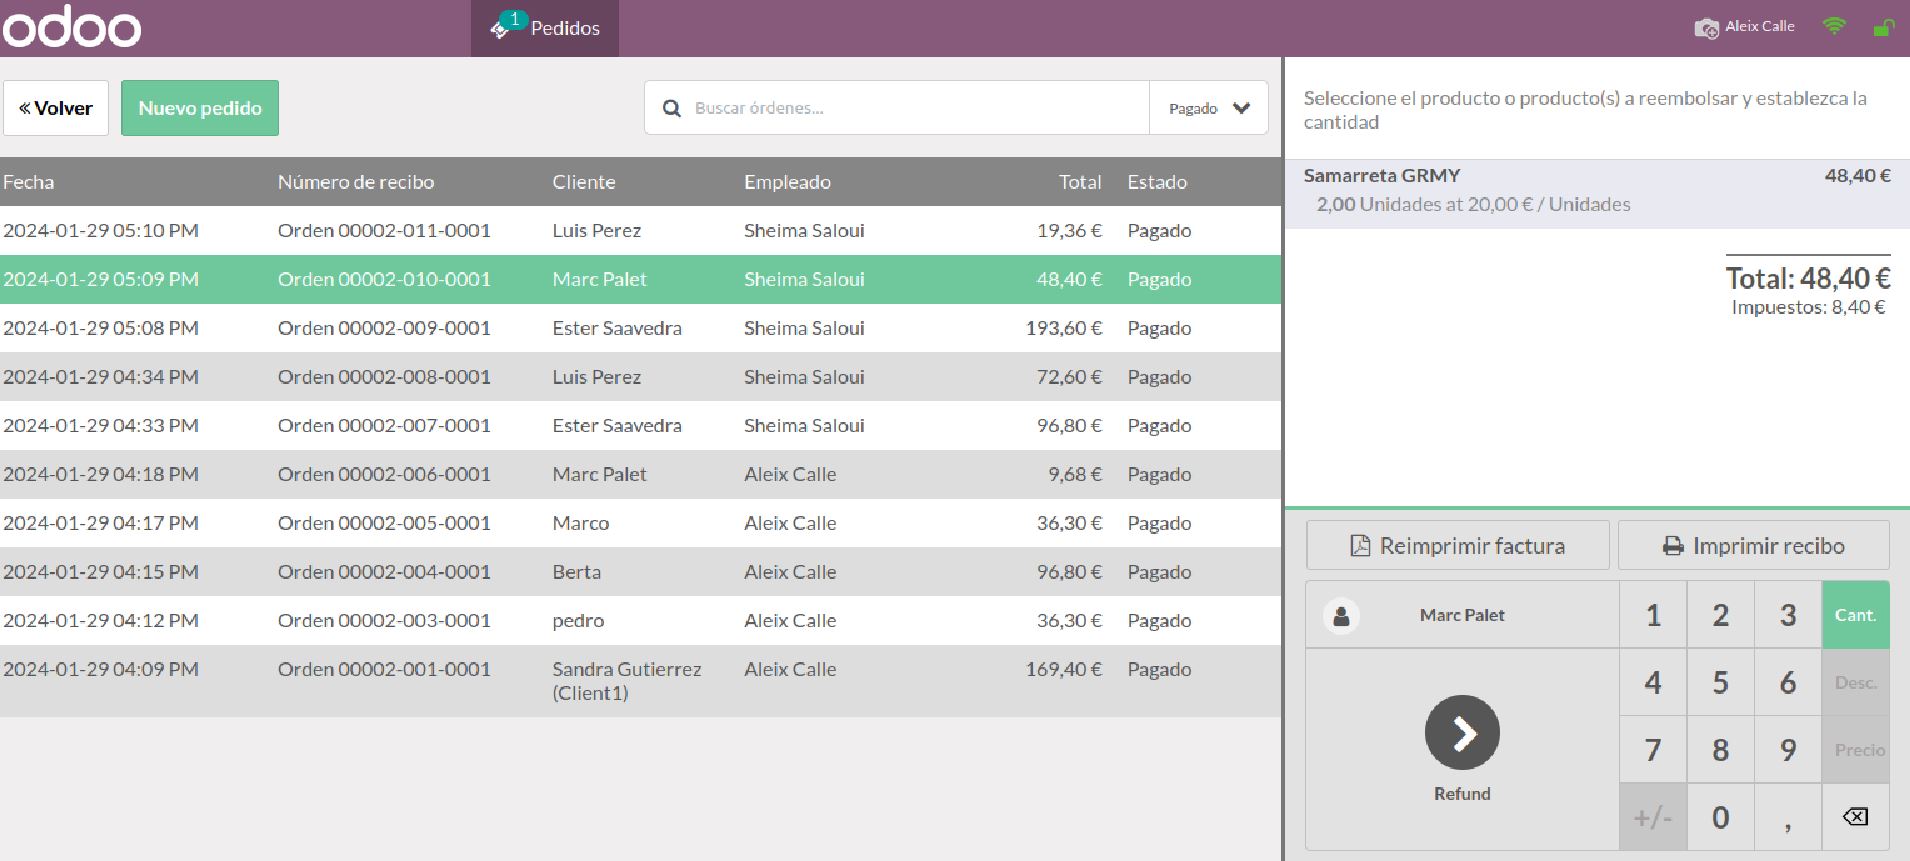 odoo
1
Pedidos
Aleix Calle
« Volver
Nuevo pedido
Buscar órdenes...
Pagado
Fecha Número de recibo Cliente Empleado Total Estado
2024-01-29 05:10 PM Orden 00002-011-0001 Luis Perez Sheima Saloui 19,36 € Pagado
2024-01-29 05:09 PM Orden 00002-010-0001 Marc Palet Sheima Saloui 48,40 € Pagado
2024-01-29 05:08 PM Orden 00002-009-0001 Ester Saavedra Sheima Saloui 193,60 € Pagado
2024-01-29 04:34 PM Orden 00002-008-0001 Luis Perez Sheima Saloui 72,60 € Pagado
2024-01-29 04:33 PM Orden 00002-007-0001 Ester Saavedra Sheima Saloui 96,80 € Pagado
2024-01-29 04:18 PM Orden 00002-006-0001 Marc Palet Aleix Calle 9,68 € Pagado
2024-01-29 04:17 PM Orden 00002-005-0001 Marco Aleix Calle 36,30 € Pagado
2024-01-29 04:15 PM Orden 00002-004-0001 Berta Aleix Calle 96,80 € Pagado
2024-01-29 04:12 PM Orden 00002-003-0001 pedro Aleix Calle 36,30 € Pagado
2024-01-29 04:09 PM Orden 00002-001-0001 Sandra Gutierrez Aleix Calle 169,40 € Pagado
(Client1)
Seleccione el producto o producto(s) a reembolsar y establezca la
cantidad
Samarreta GRMY 48,40 €
2,00 Unidades at 20,00 € / Unidades
Total: 48,40 €
Impuestos: 8,40 €
Reimprimir factura
Imprimir recibo
Marc Palet
Refund
1 2 3 Cant.
4 5 6 Desc.
7 8 9 Precio
+/- 0 ,